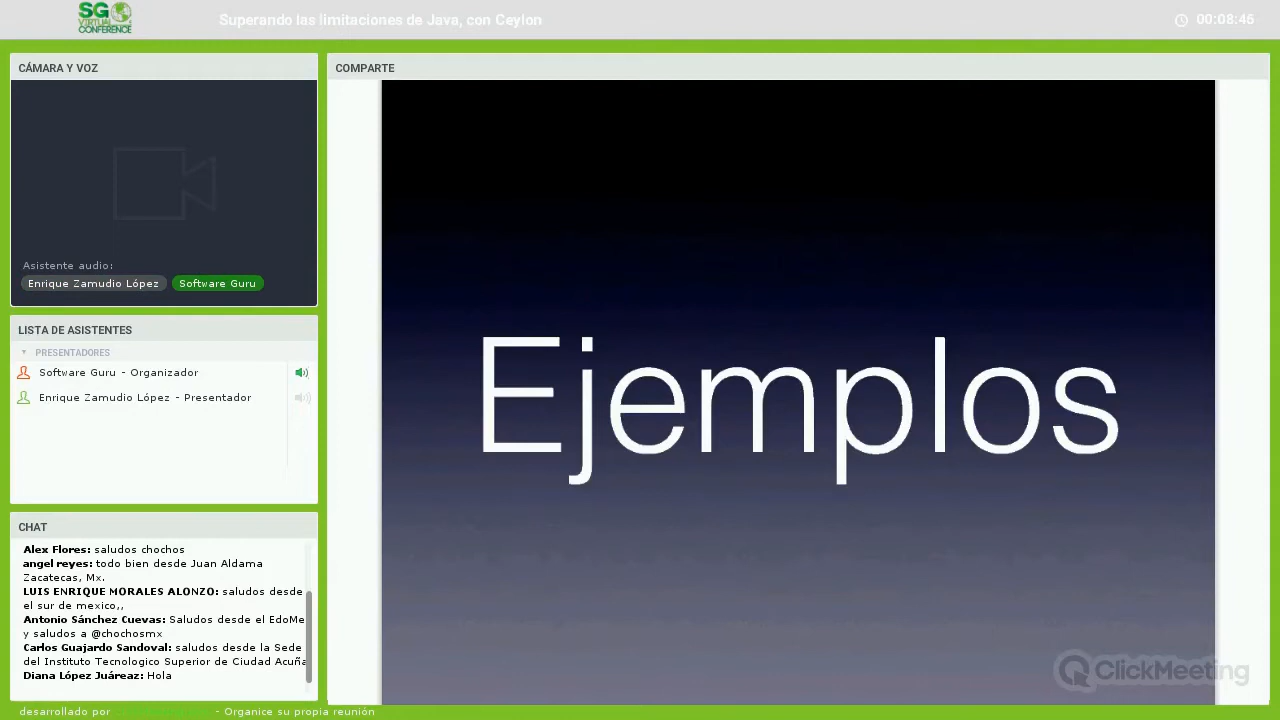 SG
VIRTUAL
CONFERENCE
Superando las limitaciones de Java, con Ceylon
00:08:46
CÁMARA Y VOZ
Asistente audio:
Enrique Zamudio López
Software Guru
LISTA DE ASISTENTES
PRESENTADORES
Software Guru - Organizador
Enrique Zamudio López - Presentador
CHAT
Alex Flores: saludos chochos
angel reyes: todo bien desde Juan Aldama
Zacatecas, Mx.
LUIS ENRIQUE MORALES ALONZO: saludos desde
el sur de mexico,,
Antonio Sánchez Cuevas: Saludos desde el EdoMe
y saludos a @chochosmx
Carlos Guajardo Sandoval: saludos desde la Sede
del Instituto Tecnologico Superior de Ciudad Acuña
Diana López Juáreaz: Hola
COMPARTE
Ejemplos
ClickMeeting
desarrollado por
- Organice su propia reunión